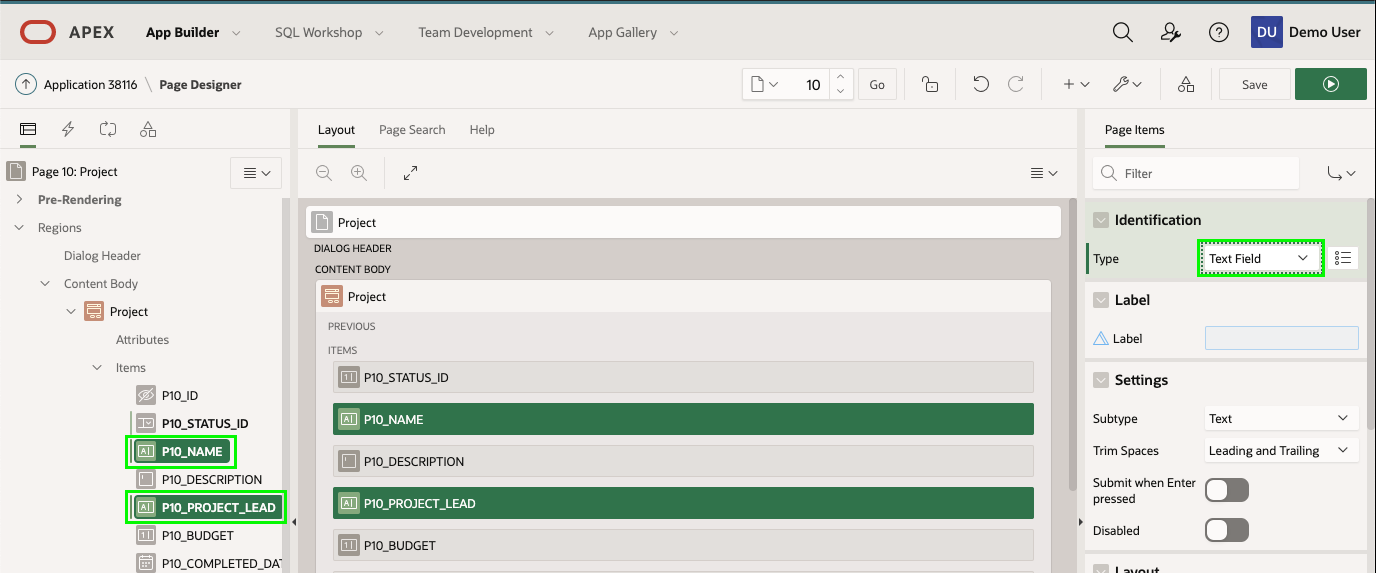 APEX App Builder SQL Workshop Team Development App Gallery DU Demo User
Application 38116 \ Page Designer 10 Go Save
Layout Page Search Help
Page Items
Page 10: Project
Filter
Pre-Rendering
Regions
Dialog Header
Content Body
Project
Attributes
Items
P10_ID
P10_STATUS_ID
P10_NAME
P10_DESCRIPTION
P10_PROJECT_LEAD
P10_BUDGET
P10_COMPLETED_DAT
Project
DIALOG HEADER
CONTENT BODY
Project
PREVIOUS
ITEMS
P10_STATUS_ID
P10_NAME
P10_DESCRIPTION
P10_PROJECT_LEAD
P10_BUDGET
Identification
Type Text Field
Label
Label
Settings
Subtype Text
Trim Spaces Leading and Trailing
Submit when Enter
pressed
Disabled
Layout